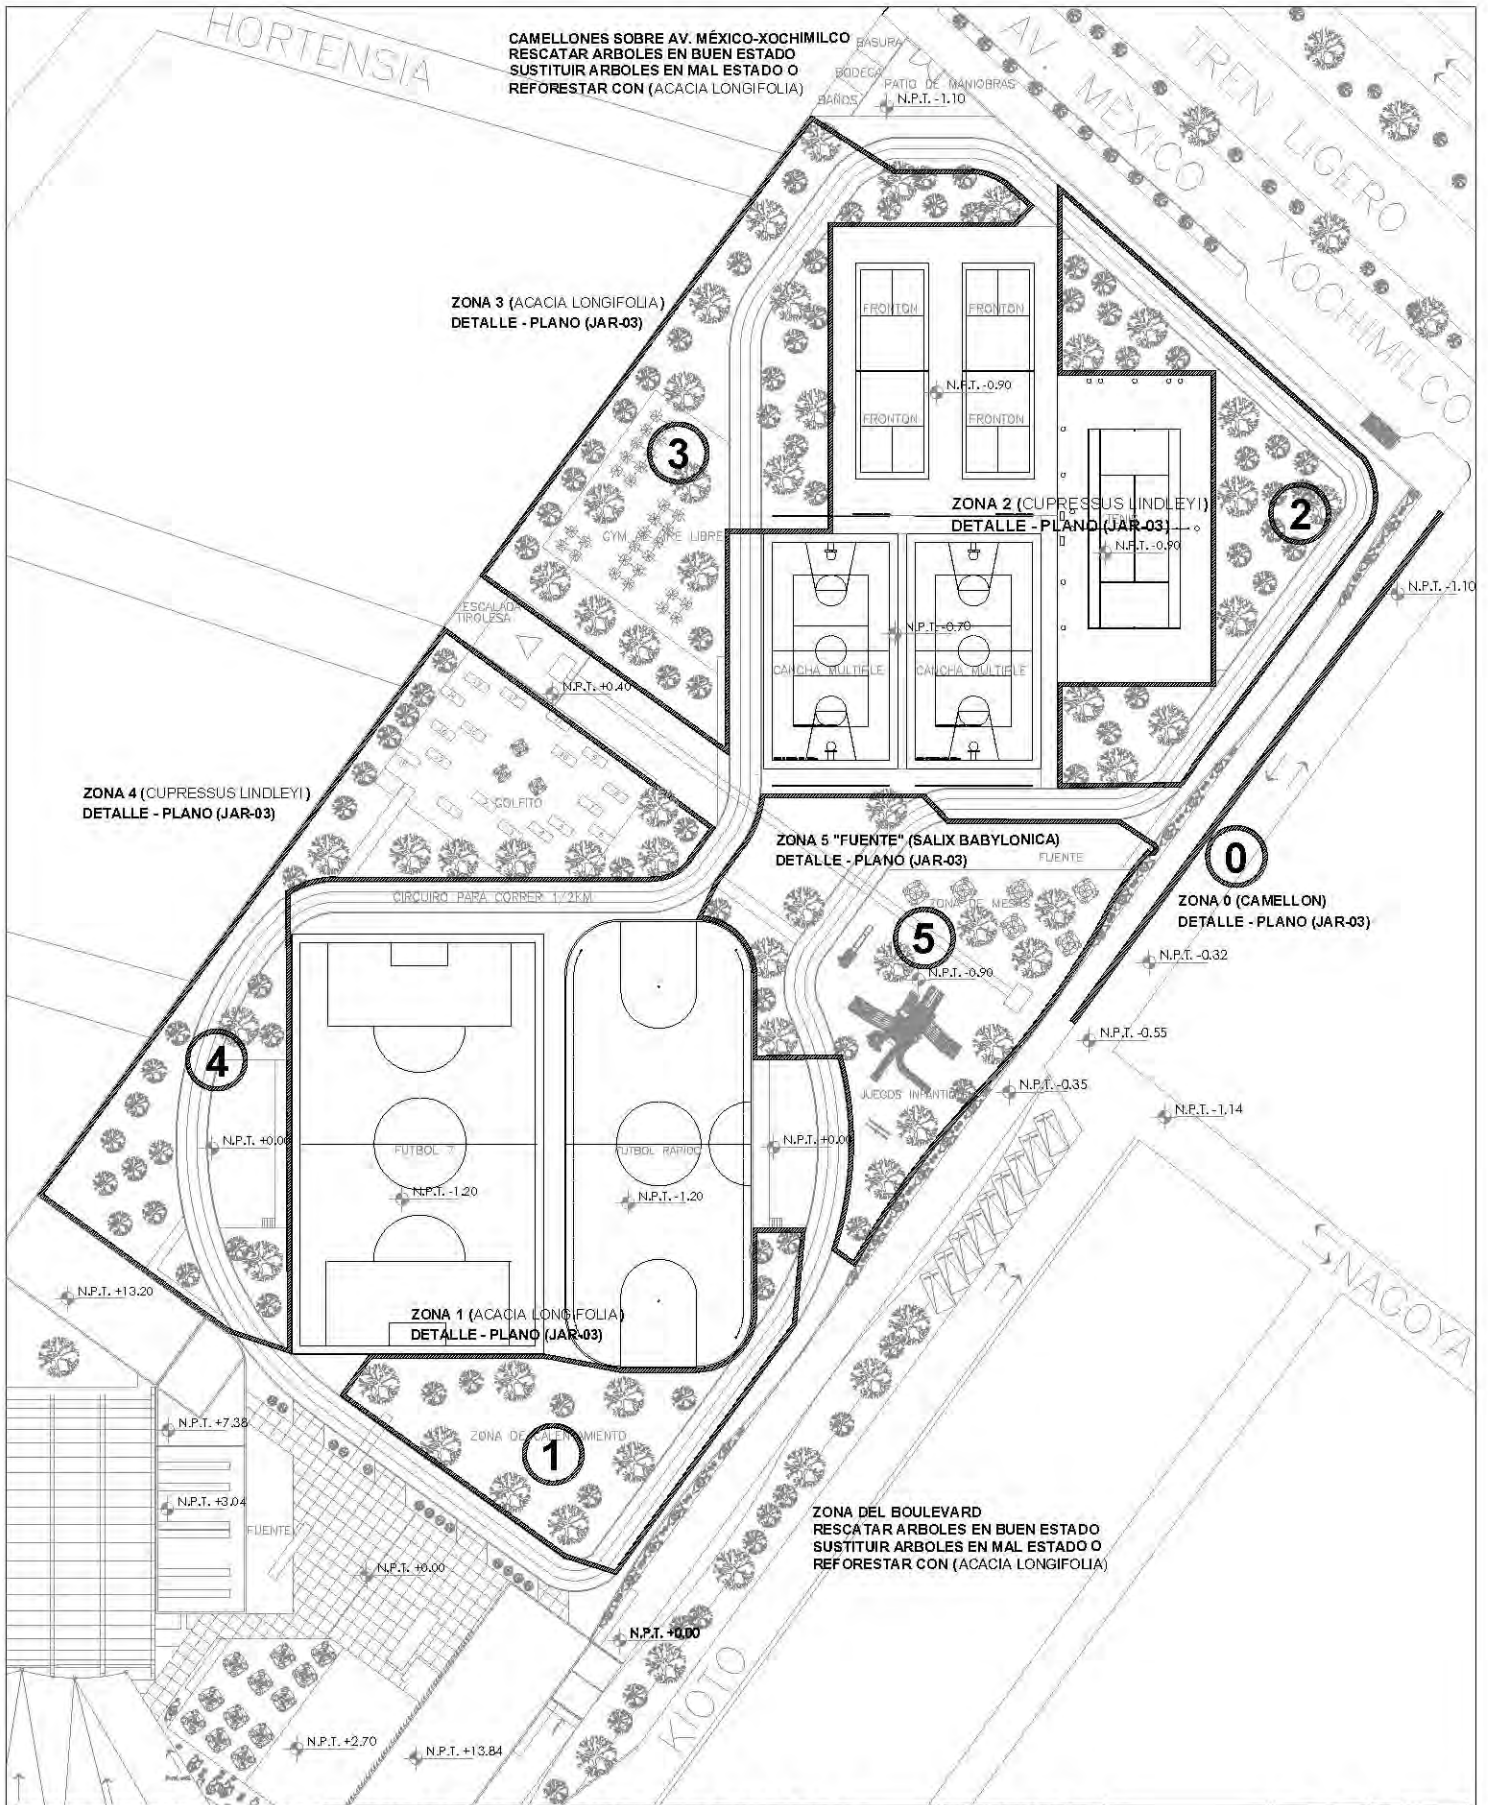 HORTENSIA
CAMELLONES SOBRE AV. MÉXICO-XOCHIMILCO
RESCATAR ARBOLES EN BUEN ESTADO
SUSTITUIR ARBOLES EN MAL ESTADO O
REFORESTAR CON (ACACIA LONGIFOLIA)
BASURA
BODEGA
BAÑOS
PATIO DE MANIOBRAS
N.P.T. -1.10
AV. MÈXICO - XOCHIMILCO
TREN LIGERO
ZONA 3 (ACACIA LONGIFOLIA)
DETALLE - PLANO (JAR-03)
FRONTON
FRONTON
N.P.T. -0.90
FRONTON
FRONTON
3
ZONA 2 (CUPRESSUS LINDLEYI)
DETALLE - PLANO (JAR-03)
2
N.P.T. -0.90
GYM AL AIRE LIBRE
N.P.T. -1.10
ESCALADA
TIROLESA
N.P.T. -0.70
CANCHA MULTIPLE
CANCHA MULTIPLE
N.P.T. +0.40
GOLFITO
ZONA 4 (CUPRESSUS LINDLEYI)
DETALLE - PLANO (JAR-03)
ZONA 5 "FUENTE" (SALIX BABYLONICA)
DETALLE - PLANO (JAR-03)
FUENTE
0
ZONA 0 (CAMELLON)
DETALLE - PLANO (JAR-03)
CIRCUIRO PARA CORRER 1/2KM
ZONA DE MESAS
5
N.P.T. -0.90
N.P.T. -0.32
N.P.T. -0.55
4
JUEGOS INFANTIL
N.P.T. -0.35
N.P.T. -1.14
N.P.T. +0.00
FUTBOL 7
FUTBOL RAPIDO
N.P.T. +0.00
N.P.T. -1.20
N.P.T. -1.20
NAGOYA
N.P.T. +13.20
ZONA 1 (ACACIA LONGIFOLIA)
DETALLE - PLANO (JAR-03)
N.P.T. +7.38
ZONA DE CALENTAMIENTO
1
N.P.T. +3.04
FUENTE
ZONA DEL BOULEVARD
RESCATAR ARBOLES EN BUEN ESTADO
SUSTITUIR ARBOLES EN MAL ESTADO O
REFORESTAR CON (ACACIA LONGIFOLIA)
N.P.T. +0.00
N.P.T. +0.00
KIOTO
N.P.T. +2.70
N.P.T. +13.84